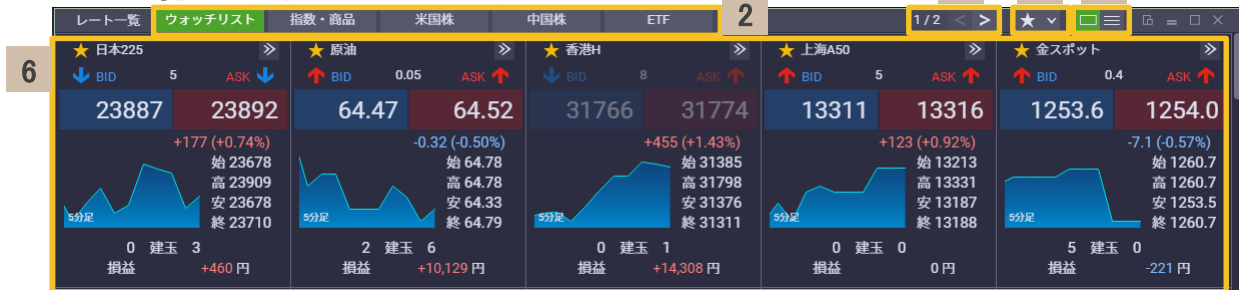 レート一覧 ウォッチリスト 指数・商品 米国株 中国株 ETF 2 1/2 < >
6
★ 日本225
BID 5 ASK
23887 23892
+177 (+0.74%)
始 23678
高 23909
安 23678
終 23710
5分足
0 建玉 3
損益 +460 円
★ 原油
BID 0.05 ASK
64.47 64.52
-0.32 (-0.50%)
始 64.78
高 64.78
安 64.33
終 64.79
5分足
2 建玉 6
損益 +10,129 円
★ 香港H
BID 8 ASK
31766 31774
+455 (+1.43%)
始 31385
高 31798
安 31376
終 31311
5分足
0 建玉 1
損益 +14,308 円
★ 上海A50
BID 5 ASK
13311 13316
+123 (+0.92%)
始 13213
高 13331
安 13187
終 13188
5分足
0 建玉 0
損益 0 円
★ 金スポット
BID 0.4 ASK
1253.6 1254.0
-7.1 (-0.57%)
始 1260.7
高 1260.7
安 1253.5
終 1260.7
5分足
5 建玉 0
損益 -221 円